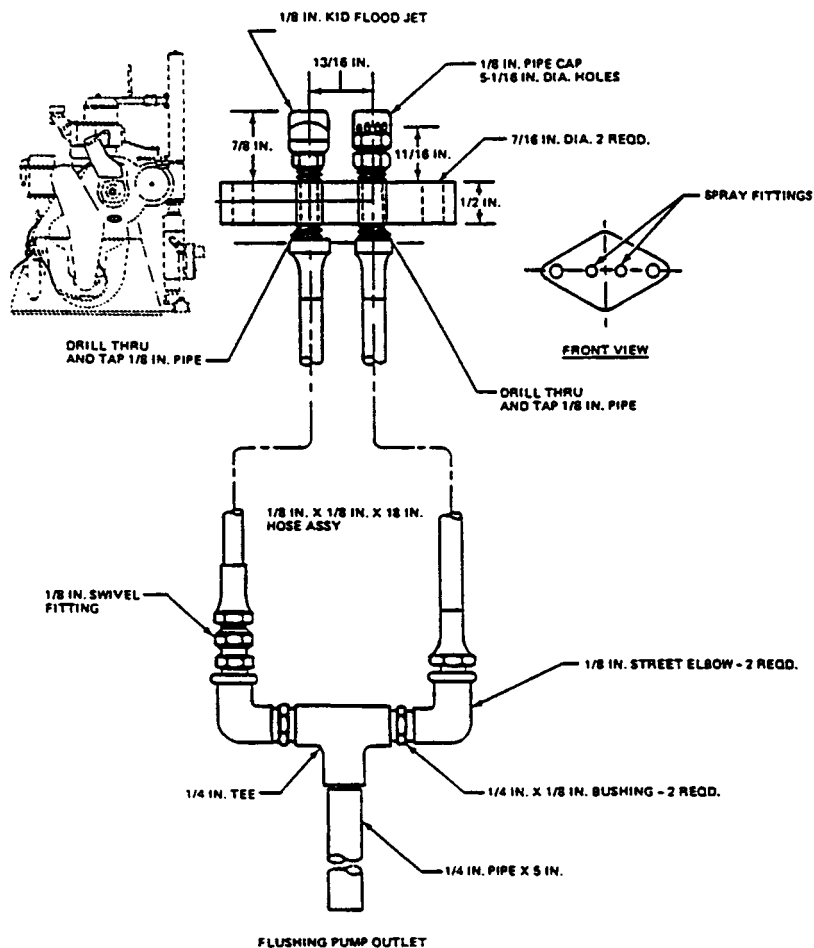 1/8 IN. KID FLOOD JET
13/16 IN.
1/8 IN. PIPE CAP
5-1/16 IN. DIA. HOLES
7/8 IN.
11/16 IN.
7/16 IN. DIA. 2 REQD.
1/2 IN.
SPRAY FITTINGS
DRILL THRU
AND TAP 1/8 IN. PIPE
FRONT VIEW
DRILL THRU
AND TAP 1/8 IN. PIPE
1/8 IN. X 1/8 IN. X 18 IN.
HOSE ASSY
1/8 IN. SWIVEL
FITTING
1/8 IN. STREET ELBOW - 2 REQD.
1/4 IN. TEE
1/4 IN. X 1/8 IN. BUSHING - 2 REQD.
1/4 IN. PIPE X 5 IN.
FLUSHING PUMP OUTLET